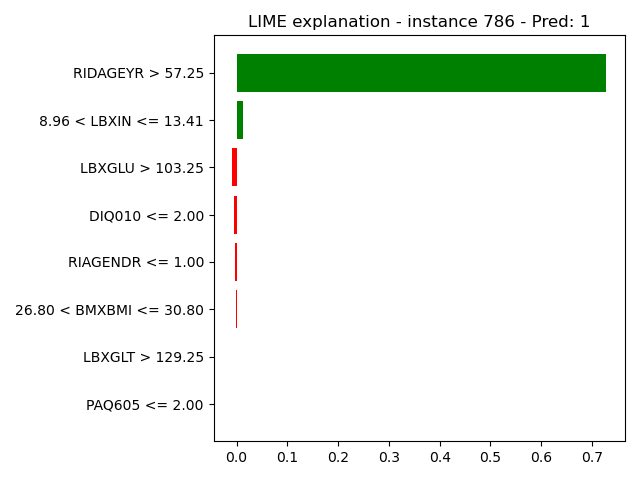 LIME explanation - instance 786 - Pred: 1
RIDAGEYR > 57.25
8.96 < LBXIN <= 13.41
LBXGLU > 103.25
DIQ010 <= 2.00
RIAGENDR <= 1.00
26.80 < BMXBMI <= 30.80
LBXGLT > 129.25
PAQ605 <= 2.00
0.0 0.1 0.2 0.3 0.4 0.5 0.6 0.7